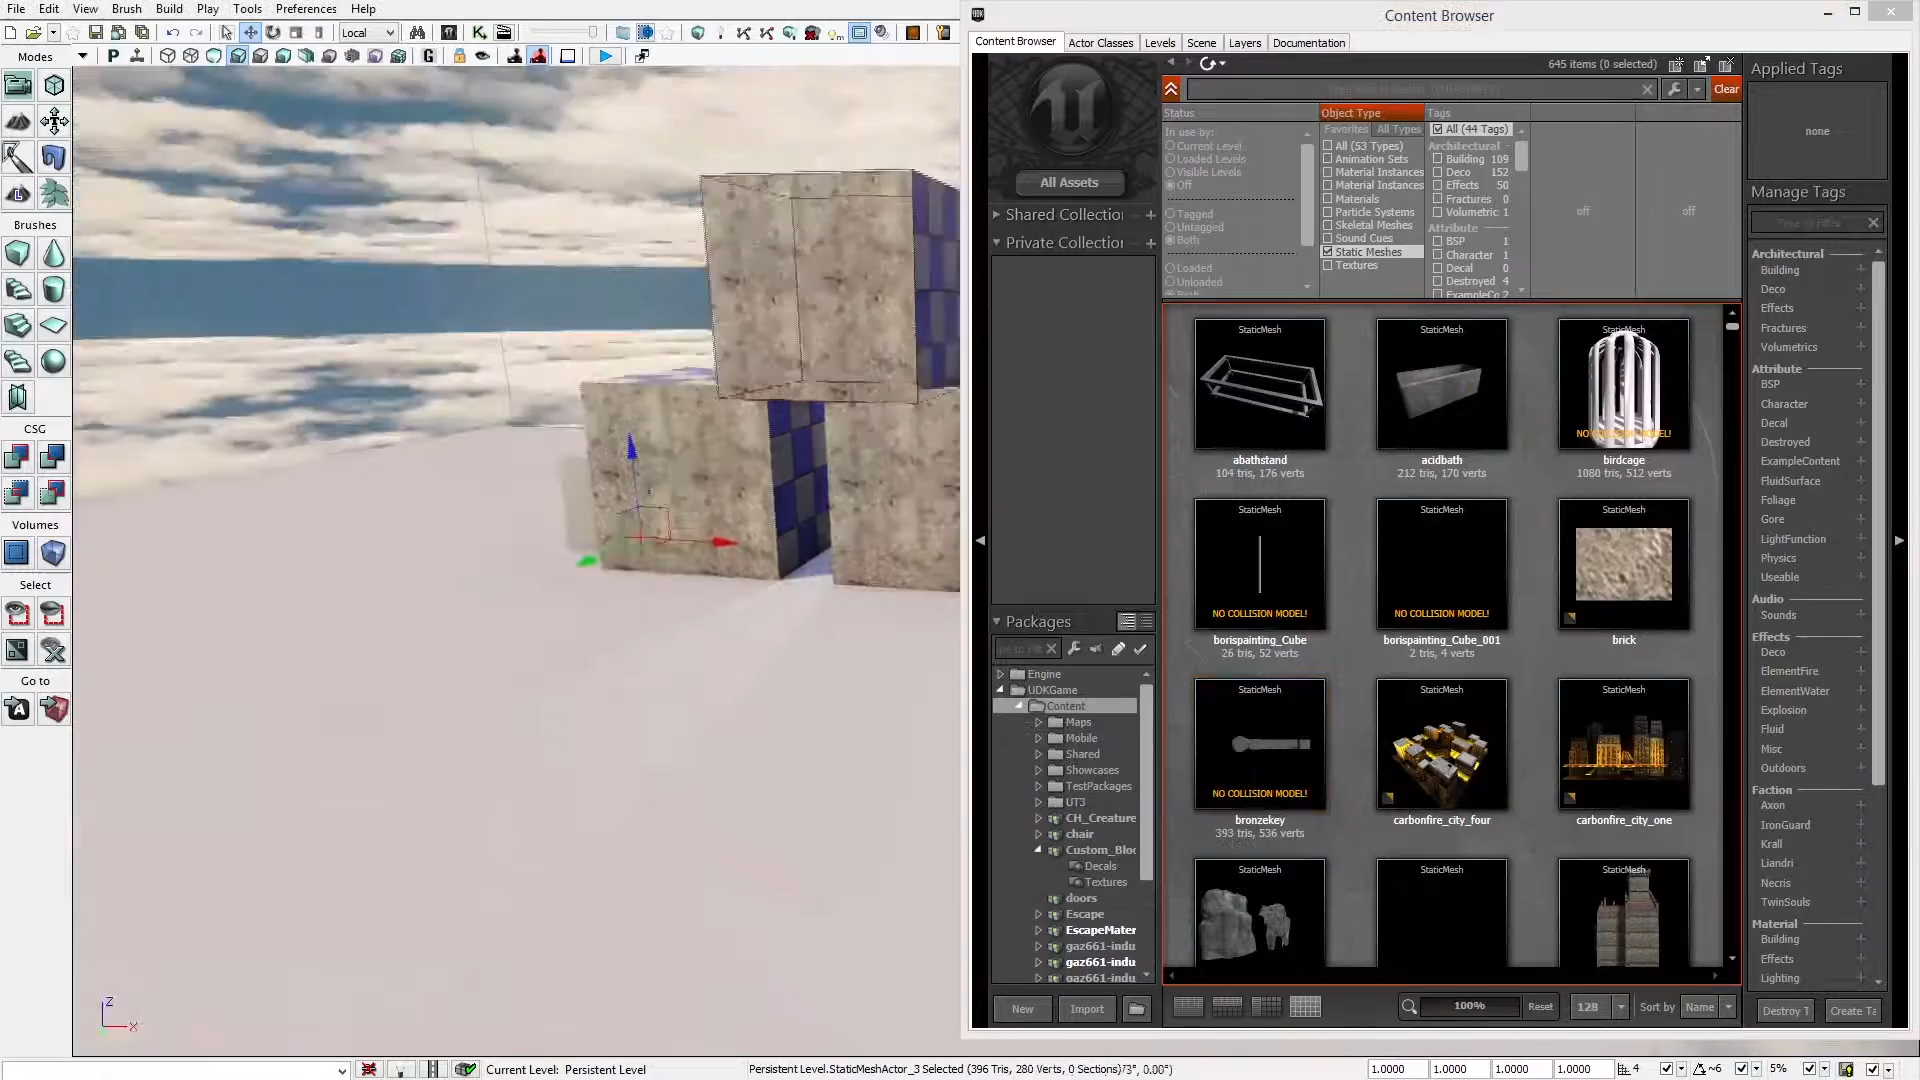 File Edit View Brush Build Play Tools Preferences Help
Content Browser
Content Browser Actor Classes Levels Scene Layers Documentation
Local
Modes
P
G
645 items (0 selected)
Applied Tags
none
Clear
Status Object Type Tags
In use by:
Current Level
Loaded Levels
Visible Levels
Off
Tagged
Untagged
Both
Loaded
Unloaded
Both
Favorites All Types
All (53 Types)
Animation Sets
Material Instances
Material Instances
Materials
Particle Systems
Skeletal Meshes
Sound Cues
Static Meshes
Textures
All (44 Tags)
Architectural
Building 109
Deco 152
Effects 50
Fractures 0
Volumetric 1
Attribute
BSP 1
Character 1
Decal 0
Destroyed 4
ExampleCo 2
off off
All Assets
Shared Collectio
Private Collection
Brushes
CSG
Volumes
Select
Go to
StaticMesh StaticMesh StaticMesh
NO COLLISION MODEL!
abathstand acidbath birdcage
104 tris, 176 verts 212 tris, 170 verts 1080 tris, 512 verts
StaticMesh StaticMesh StaticMesh
NO COLLISION MODEL! NO COLLISION MODEL!
borispainting_Cube borispainting_Cube_001 brick
26 tris, 52 verts 2 tris, 4 verts
StaticMesh StaticMesh StaticMesh
NO COLLISION MODEL!
bronzekey carbonfire_city_four carbonfire_city_one
393 tris, 536 verts
StaticMesh StaticMesh StaticMesh
Packages
Engine
UDKGame
Content
Maps
Mobile
Shared
Showcases
TestPackages
UT3
CH_Creature
chair
Custom_Bloc
Decals
Textures
doors
Escape
EscapeMater
gaz661-indu
gaz661-indu
gaz661-indu
New Import
100% Reset 128 Sort by Name
Manage Tags
Architectural
Building
Deco
Effects
Fractures
Volumetrics
Attribute
BSP
Character
Decal
Destroyed
ExampleContent
FluidSurface
Foliage
Gore
LightFunction
Physics
Useable
Audio
Sounds
Effects
Deco
ElementFire
ElementWater
Explosion
Fluid
Misc
Outdoors
Faction
Axon
IronGuard
Krall
Liandri
Necris
TwinSouls
Material
Building
Effects
Lighting
Destroy T Create Ta
Z
X
Current Level: Persistent Level
Persistent Level.StaticMeshActor_3 Selected (396 Tris, 280 Verts, 0 Sections)73°, 0.00°)
1.0000 1.0000 1.0000 1.0000 4 ~6 5%